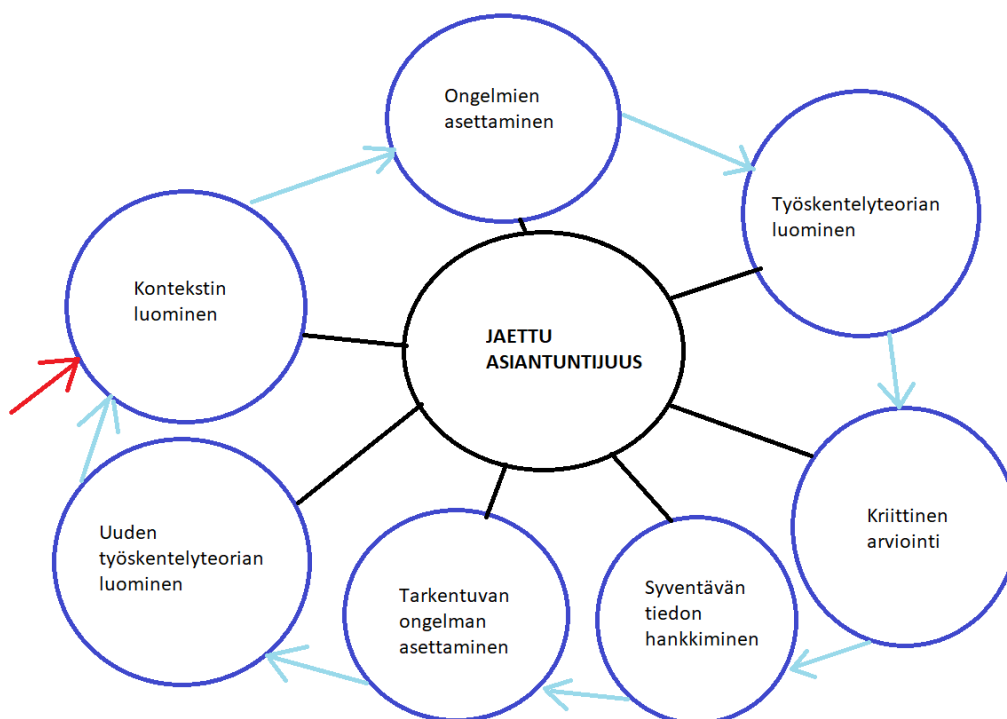 Ongelmien
asettaminen
Työskentelyteorian
luominen
Kontekstin
luominen
JAETTU
ASIANTUNTIJUUS
Kriittinen
arviointi
Uuden
työskentelyteorian
luominen
Tarkentuvan
ongelman
asettaminen
Syventävän
tiedon
hankkiminen